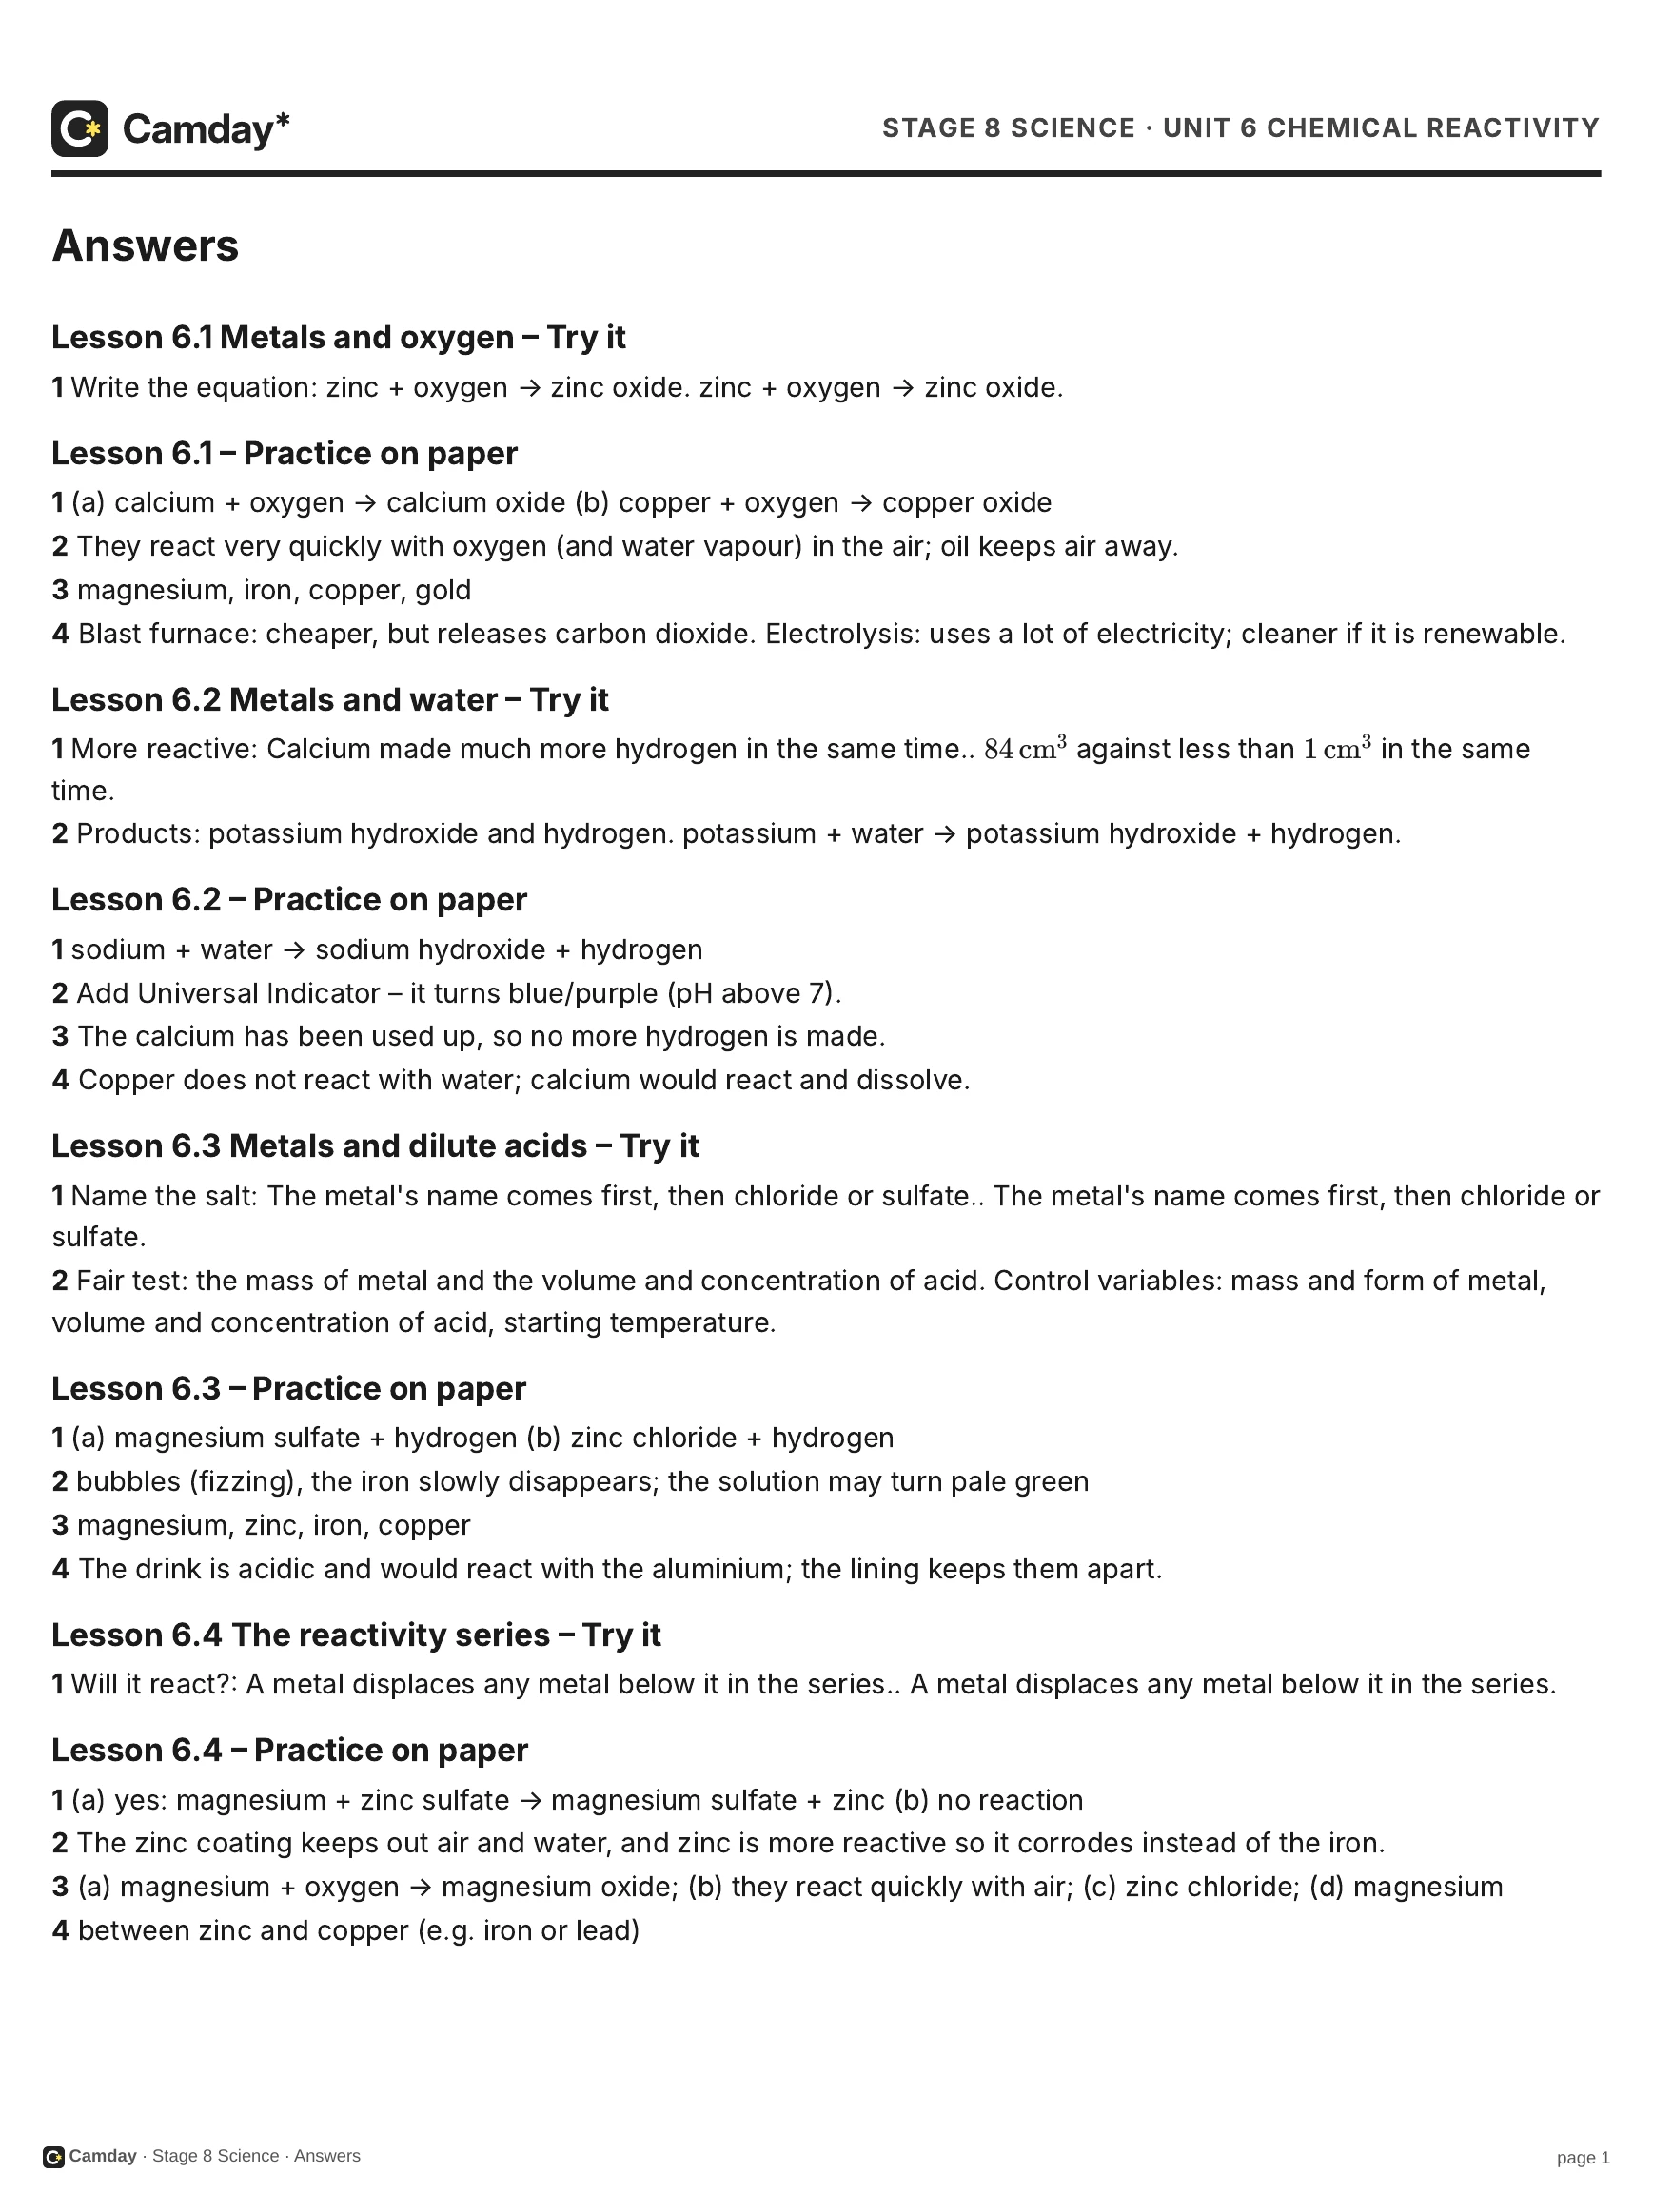 Camday*
STAGE 8 SCIENCE · UNIT 6 CHEMICAL REACTIVITY
Answers
Lesson 6.1 Metals and oxygen – Try it
1 Write the equation: zinc + oxygen → zinc oxide. zinc + oxygen → zinc oxide.
Lesson 6.1 – Practice on paper
1 (a) calcium + oxygen → calcium oxide (b) copper + oxygen → copper oxide
2 They react very quickly with oxygen (and water vapour) in the air; oil keeps air away.
3 magnesium, iron, copper, gold
4 Blast furnace: cheaper, but releases carbon dioxide. Electrolysis: uses a lot of electricity; cleaner if it is renewable.
Lesson 6.2 Metals and water – Try it
1 More reactive: Calcium made much more hydrogen in the same time.. 84 cm³ against less than 1 cm³ in the same
time.
2 Products: potassium hydroxide and hydrogen. potassium + water → potassium hydroxide + hydrogen.
Lesson 6.2 – Practice on paper
1 sodium + water → sodium hydroxide + hydrogen
2 Add Universal Indicator – it turns blue/purple (pH above 7).
3 The calcium has been used up, so no more hydrogen is made.
4 Copper does not react with water; calcium would react and dissolve.
Lesson 6.3 Metals and dilute acids – Try it
1 Name the salt: The metal's name comes first, then chloride or sulfate.. The metal's name comes first, then chloride or
sulfate.
2 Fair test: the mass of metal and the volume and concentration of acid. Control variables: mass and form of metal,
volume and concentration of acid, starting temperature.
Lesson 6.3 – Practice on paper
1 (a) magnesium sulfate + hydrogen (b) zinc chloride + hydrogen
2 bubbles (fizzing), the iron slowly disappears; the solution may turn pale green
3 magnesium, zinc, iron, copper
4 The drink is acidic and would react with the aluminium; the lining keeps them apart.
Lesson 6.4 The reactivity series – Try it
1 Will it react?: A metal displaces any metal below it in the series.. A metal displaces any metal below it in the series.
Lesson 6.4 – Practice on paper
1 (a) yes: magnesium + zinc sulfate → magnesium sulfate + zinc (b) no reaction
2 The zinc coating keeps out air and water, and zinc is more reactive so it corrodes instead of the iron.
3 (a) magnesium + oxygen → magnesium oxide; (b) they react quickly with air; (c) zinc chloride; (d) magnesium
4 between zinc and copper (e.g. iron or lead)
Camday · Stage 8 Science · Answers
page 1